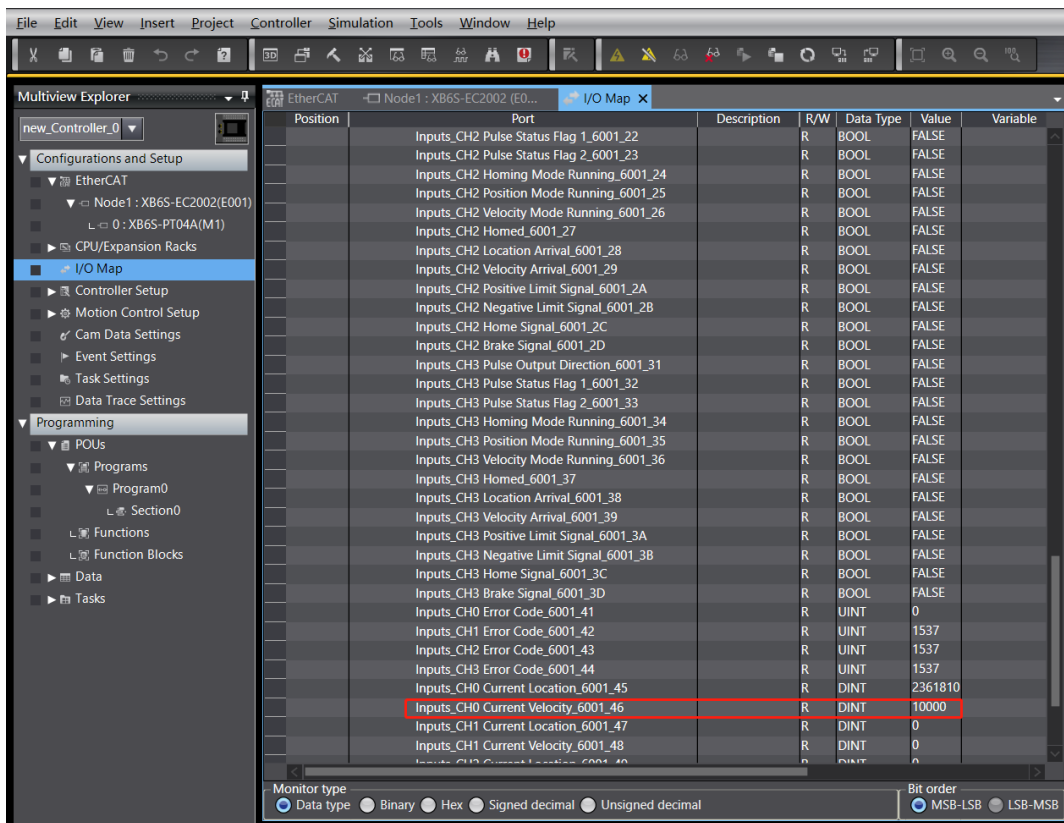 File Edit View Insert Project Controller Simulation Tools Window Help
Multiview Explorer
new_Controller_0
Configurations and Setup
EtherCAT
Node1 : XB6S-EC2002(E001)
0 : XB6S-PT04A(M1)
CPU/Expansion Racks
I/O Map
Controller Setup
Motion Control Setup
Cam Data Settings
Event Settings
Task Settings
Data Trace Settings
Programming
POUs
Programs
Program0
Section0
Functions
Function Blocks
Data
Tasks
EtherCAT Node1 : XB6S-EC2002 (E0... I/O Map
Position Port Description R/W Data Type Value Variable
Inputs_CH2 Pulse Status Flag 1_6001_22 R BOOL FALSE
Inputs_CH2 Pulse Status Flag 2_6001_23 R BOOL FALSE
Inputs_CH2 Homing Mode Running_6001_24 R BOOL FALSE
Inputs_CH2 Position Mode Running_6001_25 R BOOL FALSE
Inputs_CH2 Velocity Mode Running_6001_26 R BOOL FALSE
Inputs_CH2 Homed_6001_27 R BOOL FALSE
Inputs_CH2 Location Arrival_6001_28 R BOOL FALSE
Inputs_CH2 Velocity Arrival_6001_29 R BOOL FALSE
Inputs_CH2 Positive Limit Signal_6001_2A R BOOL FALSE
Inputs_CH2 Negative Limit Signal_6001_2B R BOOL FALSE
Inputs_CH2 Home Signal_6001_2C R BOOL FALSE
Inputs_CH2 Brake Signal_6001_2D R BOOL FALSE
Inputs_CH3 Pulse Output Direction_6001_31 R BOOL FALSE
Inputs_CH3 Pulse Status Flag 1_6001_32 R BOOL FALSE
Inputs_CH3 Pulse Status Flag 2_6001_33 R BOOL FALSE
Inputs_CH3 Homing Mode Running_6001_34 R BOOL FALSE
Inputs_CH3 Position Mode Running_6001_35 R BOOL FALSE
Inputs_CH3 Velocity Mode Running_6001_36 R BOOL FALSE
Inputs_CH3 Homed_6001_37 R BOOL FALSE
Inputs_CH3 Location Arrival_6001_38 R BOOL FALSE
Inputs_CH3 Velocity Arrival_6001_39 R BOOL FALSE
Inputs_CH3 Positive Limit Signal_6001_3A R BOOL FALSE
Inputs_CH3 Negative Limit Signal_6001_3B R BOOL FALSE
Inputs_CH3 Home Signal_6001_3C R BOOL FALSE
Inputs_CH3 Brake Signal_6001_3D R BOOL FALSE
Inputs_CH0 Error Code_6001_41 R UINT 0
Inputs_CH1 Error Code_6001_42 R UINT 1537
Inputs_CH2 Error Code_6001_43 R UINT 1537
Inputs_CH3 Error Code_6001_44 R UINT 1537
Inputs_CH0 Current Location_6001_45 R DINT 2361810
Inputs_CH0 Current Velocity_6001_46 R DINT 10000
Inputs_CH1 Current Location_6001_47 R DINT 0
Inputs_CH1 Current Velocity_6001_48 R DINT 0
Monitor type
Data type Binary Hex Signed decimal Unsigned decimal
Bit order
MSB-LSB LSB-MSB